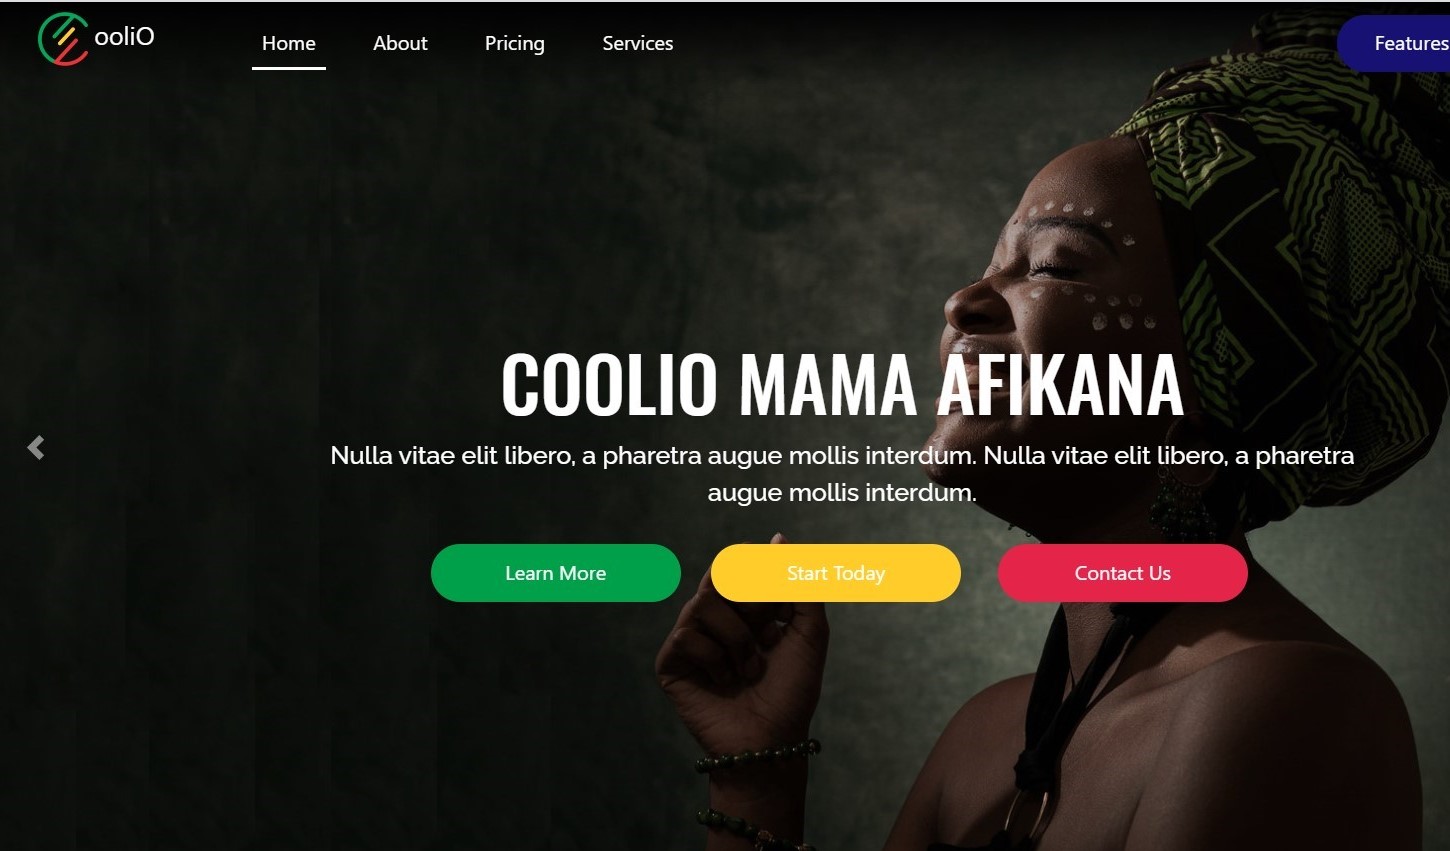 ooliO
Home About Pricing Services Features
COOLIO MAMA AFIKANA
Nulla vitae elit libero, a pharetra augue mollis interdum. Nulla vitae elit libero, a pharetra
augue mollis interdum.
Learn More Start Today Contact Us